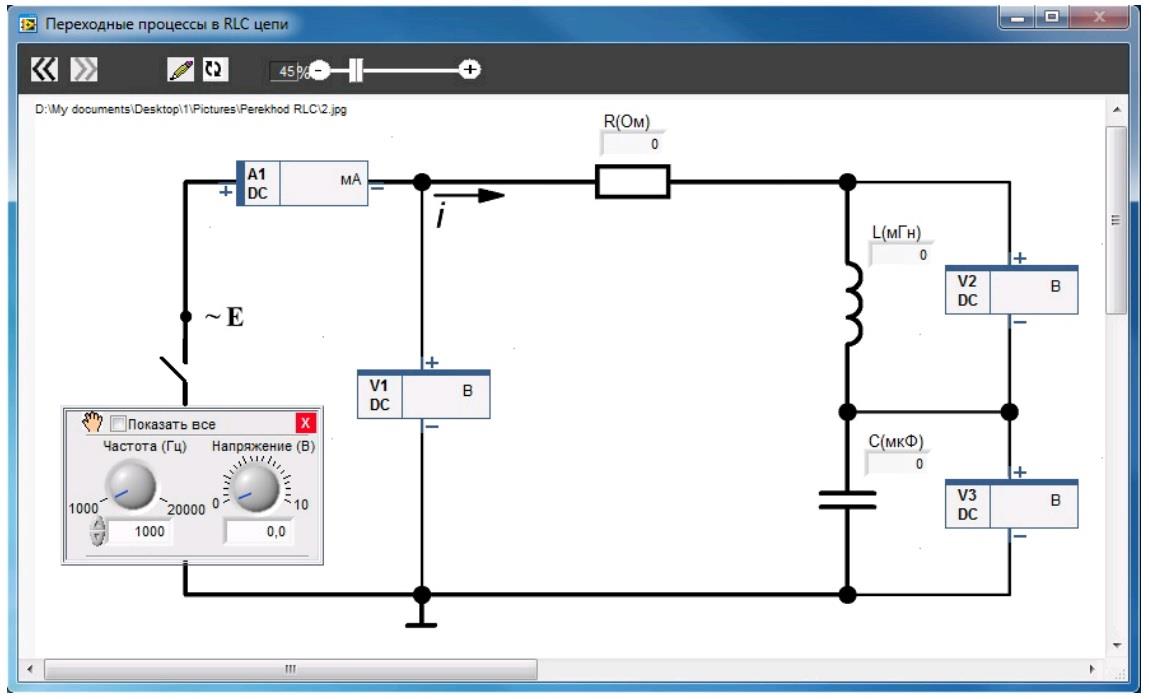 Переходные процессы в RLC цепи
45%
D:\My documents\Desktop\1\Pictures\Perekhod RLC\2.jpg
R(Ом)
0
A1
DC
мА
+
−
i
L(мГн)
0
+
V2
DC
В
−
~ E
+
V1
DC
В
−
Показать все
X
Частота (Гц)
Напряжение (В)
1000
20000
0
10
1000
0,0
C(мкФ)
0
+
V3
DC
В
−